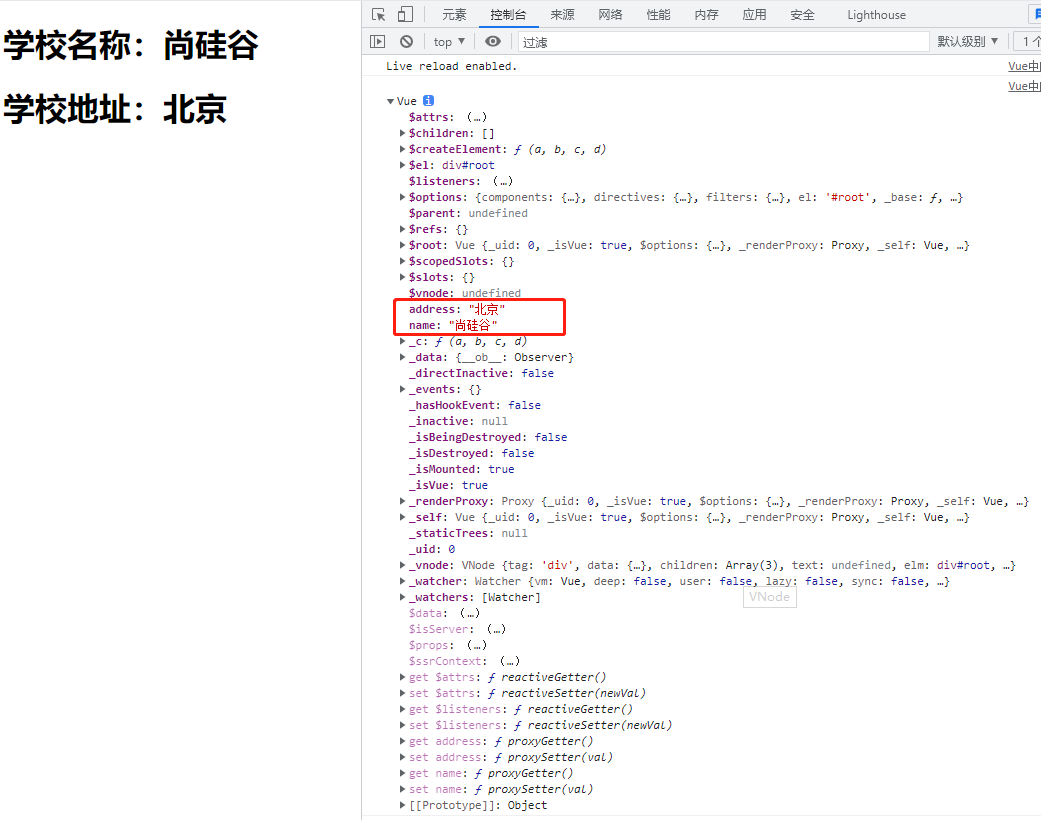 学校名称：尚硅谷
学校地址：北京
元素 控制台 来源 网络 性能 内存 应用 安全 Lighthouse
top ▼ 过滤 默认级别 ▼ 1 个
Live reload enabled. Vue中
Vue中
▼Vue i
$attrs: (…)
▶$children: []
▶$createElement: ƒ (a, b, c, d)
▶$el: div#root
$listeners: (…)
▶$options: {components: {…}, directives: {…}, filters: {…}, el: '#root', _base: ƒ, …}
$parent: undefined
▶$refs: {}
▶$root: Vue {_uid: 0, _isVue: true, $options: {…}, _renderProxy: Proxy, _self: Vue, …}
▶$scopedSlots: {}
▶$slots: {}
$vnode: undefined
address: "北京"
name: "尚硅谷"
▶_c: ƒ (a, b, c, d)
▶_data: {__ob__: Observer}
_directInactive: false
▶_events: {}
_hasHookEvent: false
_inactive: null
_isBeingDestroyed: false
_isDestroyed: false
_isMounted: true
_isVue: true
▶_renderProxy: Proxy {_uid: 0, _isVue: true, $options: {…}, _renderProxy: Proxy, _self: Vue, …}
▶_self: Vue {_uid: 0, _isVue: true, $options: {…}, _renderProxy: Proxy, _self: Vue, …}
_staticTrees: null
_uid: 0
▶_vnode: VNode {tag: 'div', data: {…}, children: Array(3), text: undefined, elm: div#root, …}
▶_watcher: Watcher {vm: Vue, deep: false, user: false, lazy: false, sync: false, …}
▶_watchers: [Watcher]
VNode
$data: (…)
$isServer: (…)
$props: (…)
$ssrContext: (…)
▶get $attrs: ƒ reactiveGetter()
▶set $attrs: ƒ reactiveSetter(newVal)
▶get $listeners: ƒ reactiveGetter()
▶set $listeners: ƒ reactiveSetter(newVal)
▶get address: ƒ proxyGetter()
▶set address: ƒ proxySetter(val)
▶get name: ƒ proxyGetter()
▶set name: ƒ proxySetter(val)
▶[[Prototype]]: Object